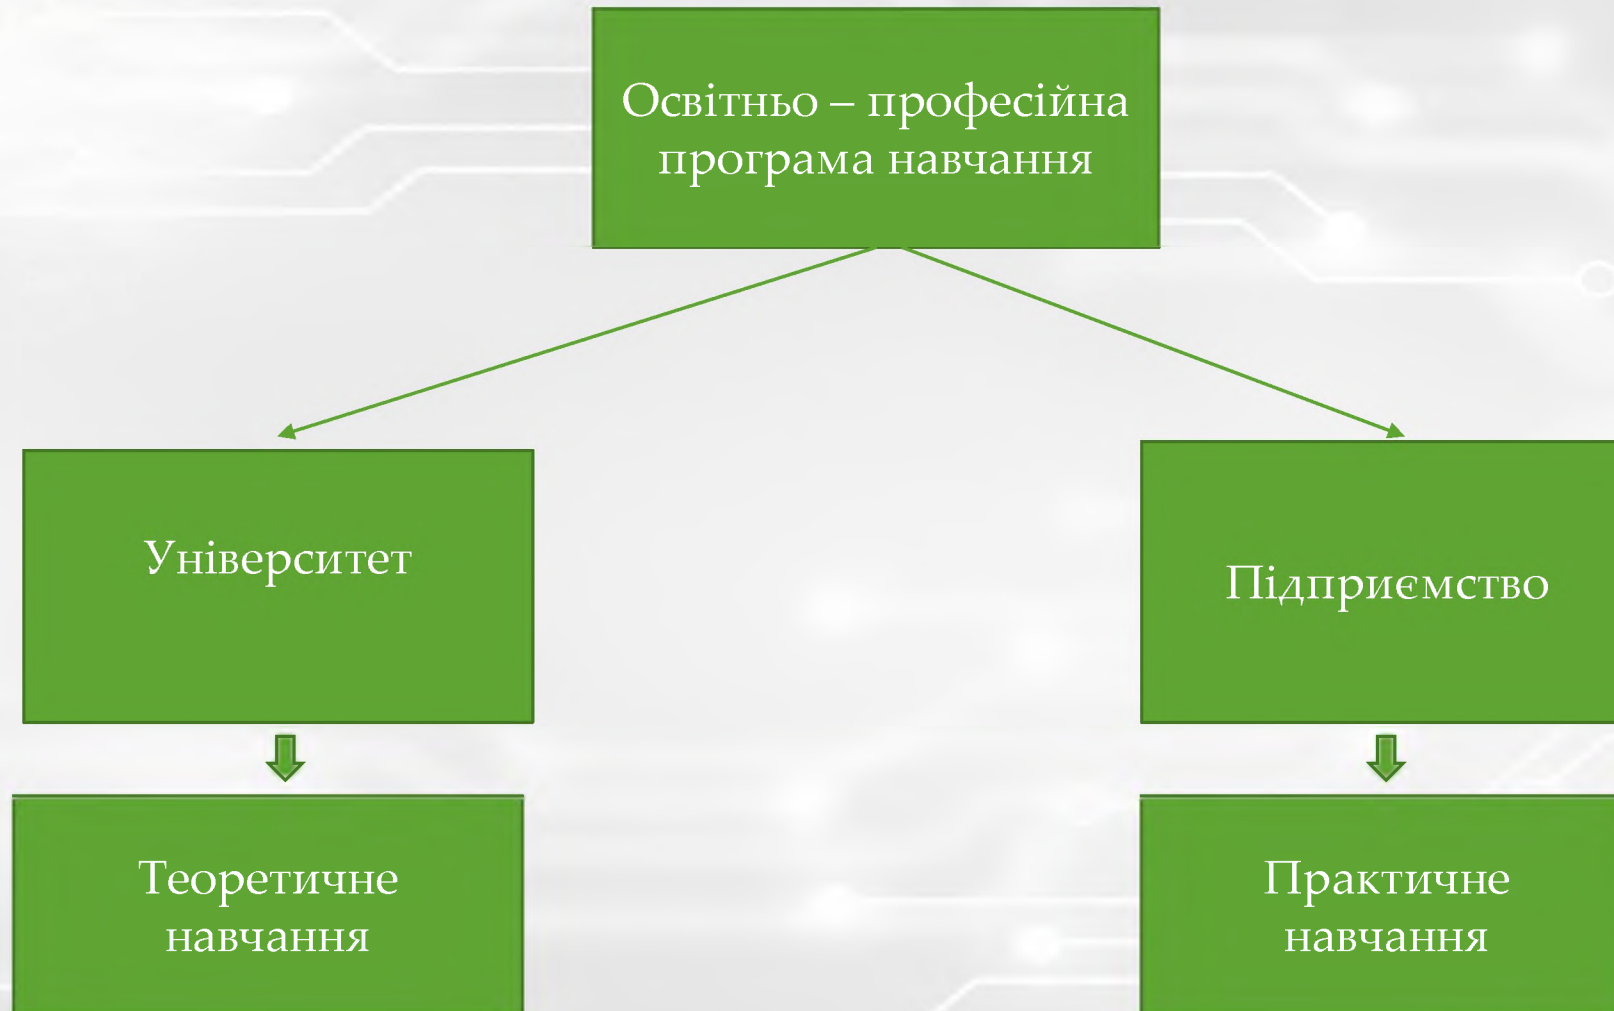 Освітньо – професійна
програма навчання
Університет
Підприємство
Теоретичне
навчання
Практичне
навчання